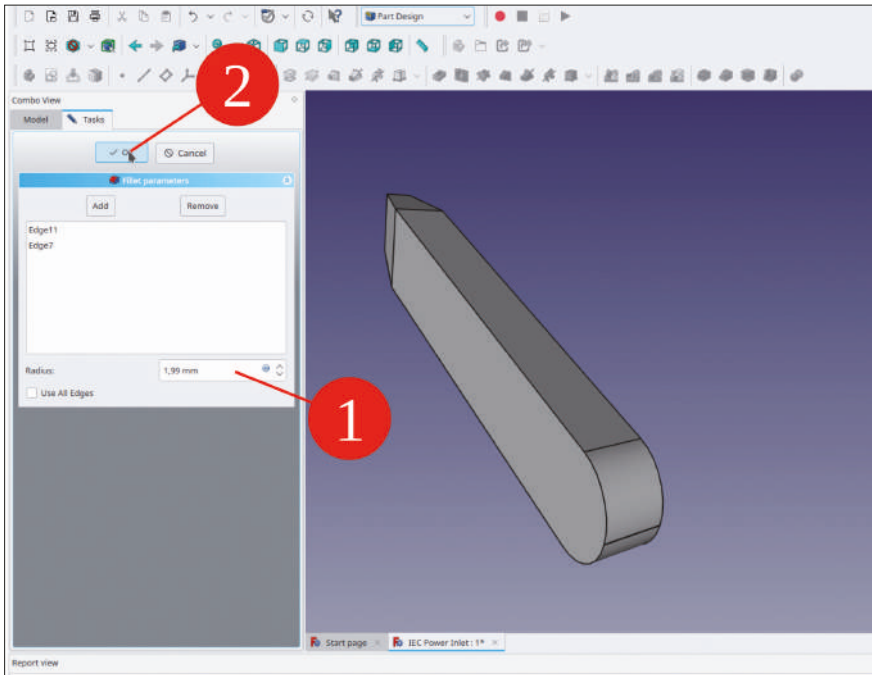 Part Design
2
Combo View
Model
Tasks
Cancel
Fillet parameters
Add
Remove
Edge11
Edge7
Radius:
1,99 mm
Use All Edges
1
Start page
IEC Power Inlet : 1*
Report view